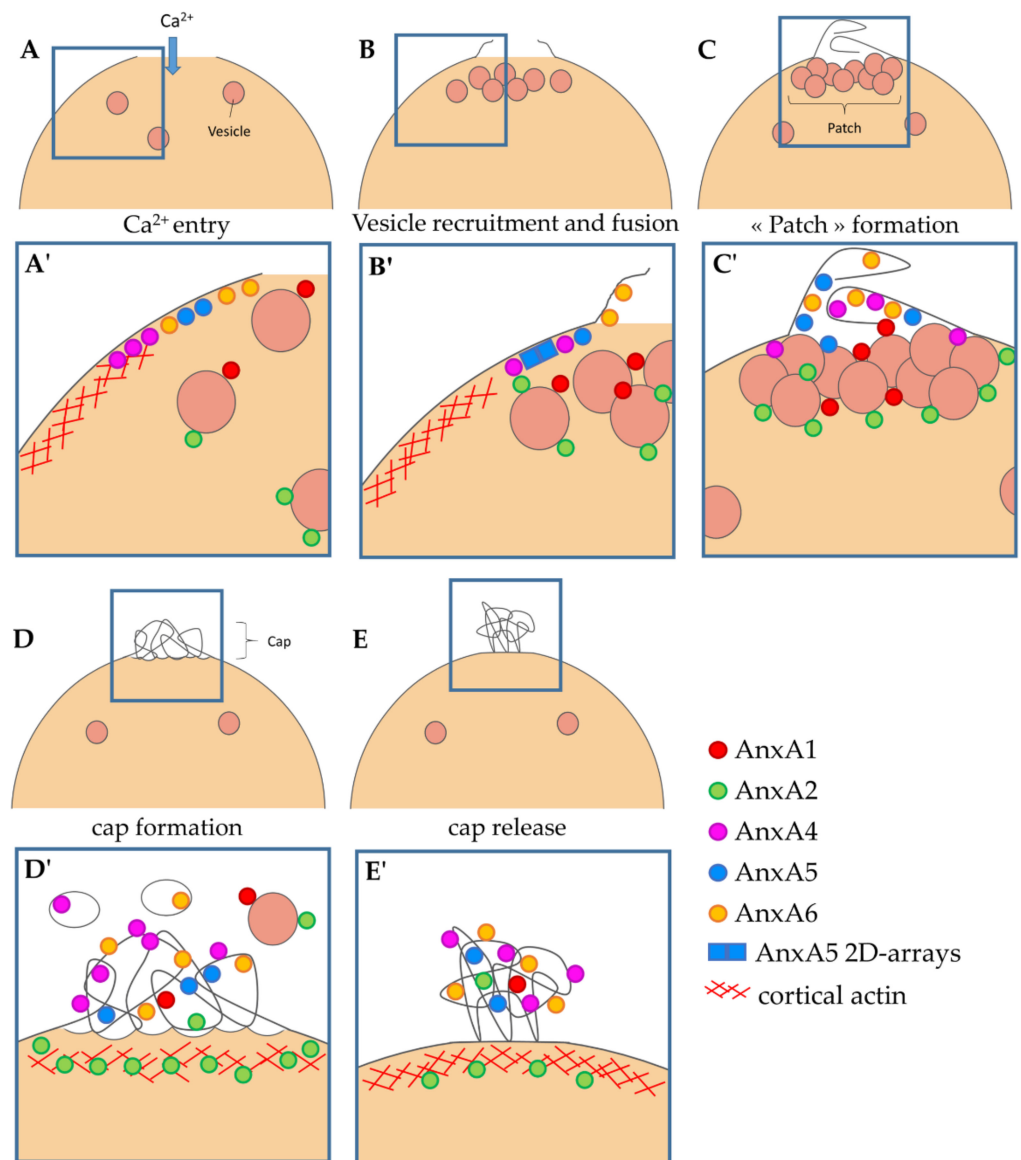 A
Ca²⁺
Vesicle
B
C
Patch
Ca²⁺ entry
Vesicle recruitment and fusion
« Patch » formation
A'
B'
C'
D
Cap
E
cap formation
cap release
D'
E'
AnxA1
AnxA2
AnxA4
AnxA5
AnxA6
AnxA5 2D-arrays
cortical actin